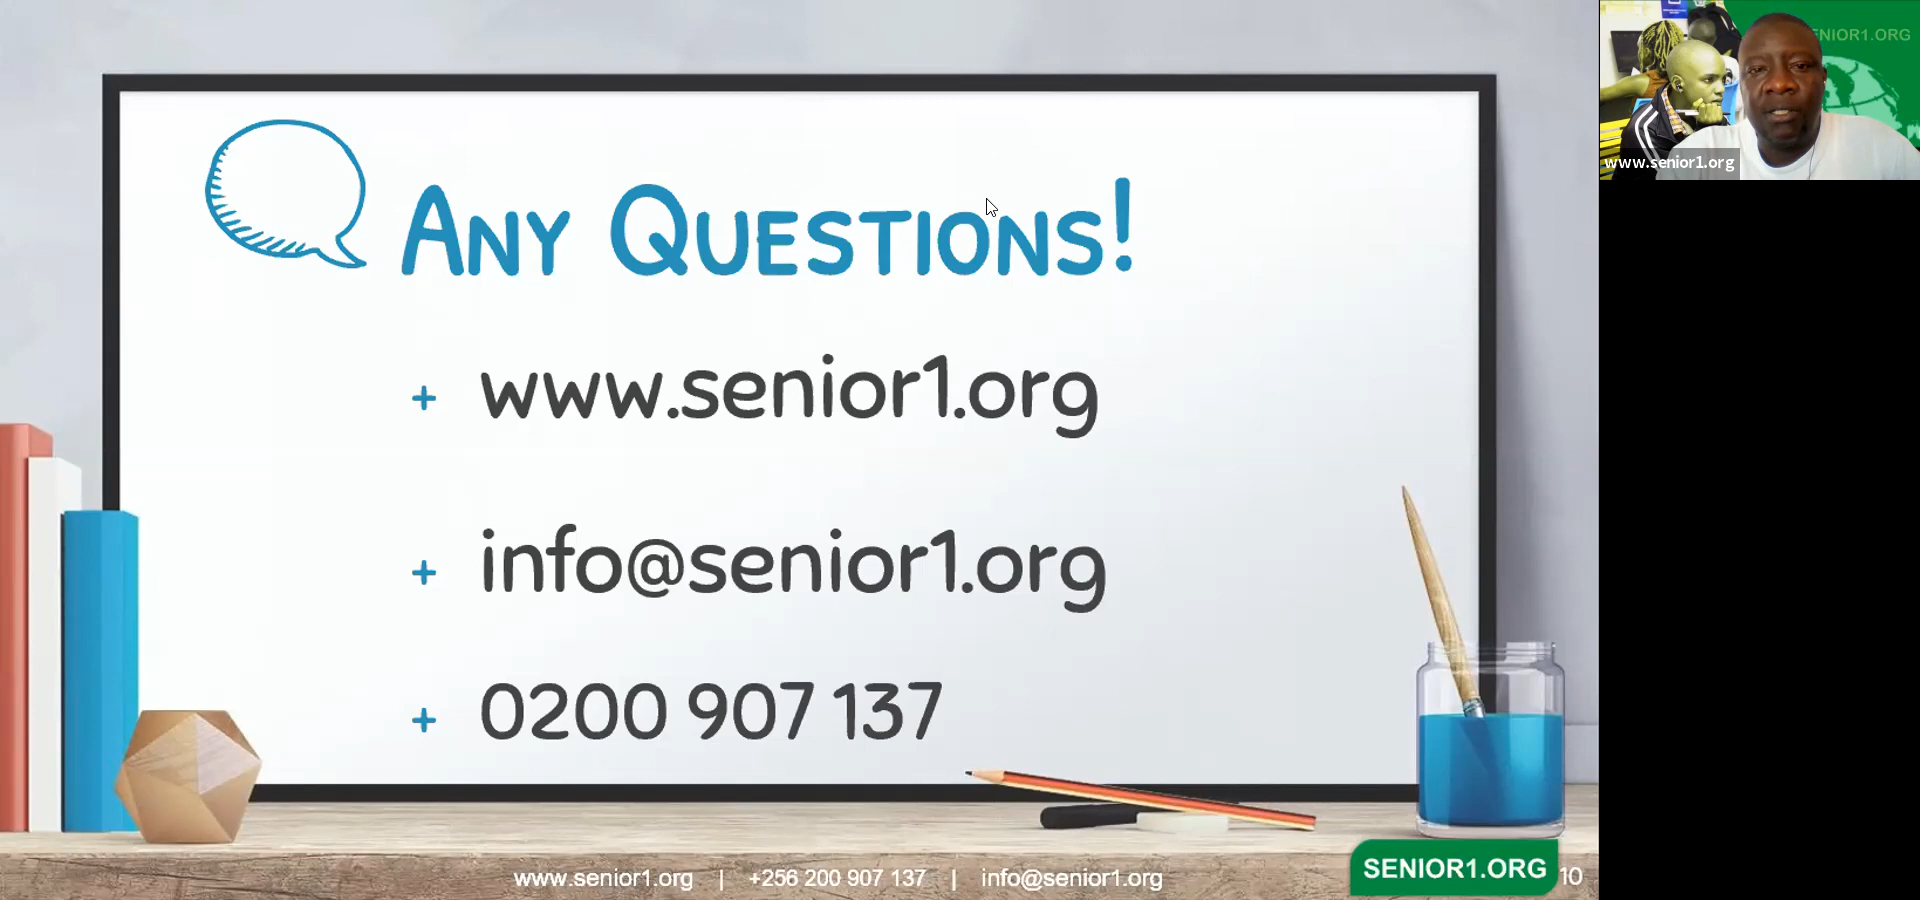 ENIOR1.ORG
www.senior1.org
ANY QUESTIONS!
+ www.senior1.org
+ info@senior1.org
+ 0200 907 137
www.senior1.org | +256 200 907 137 | info@senior1.org
SENIOR1.ORG
10